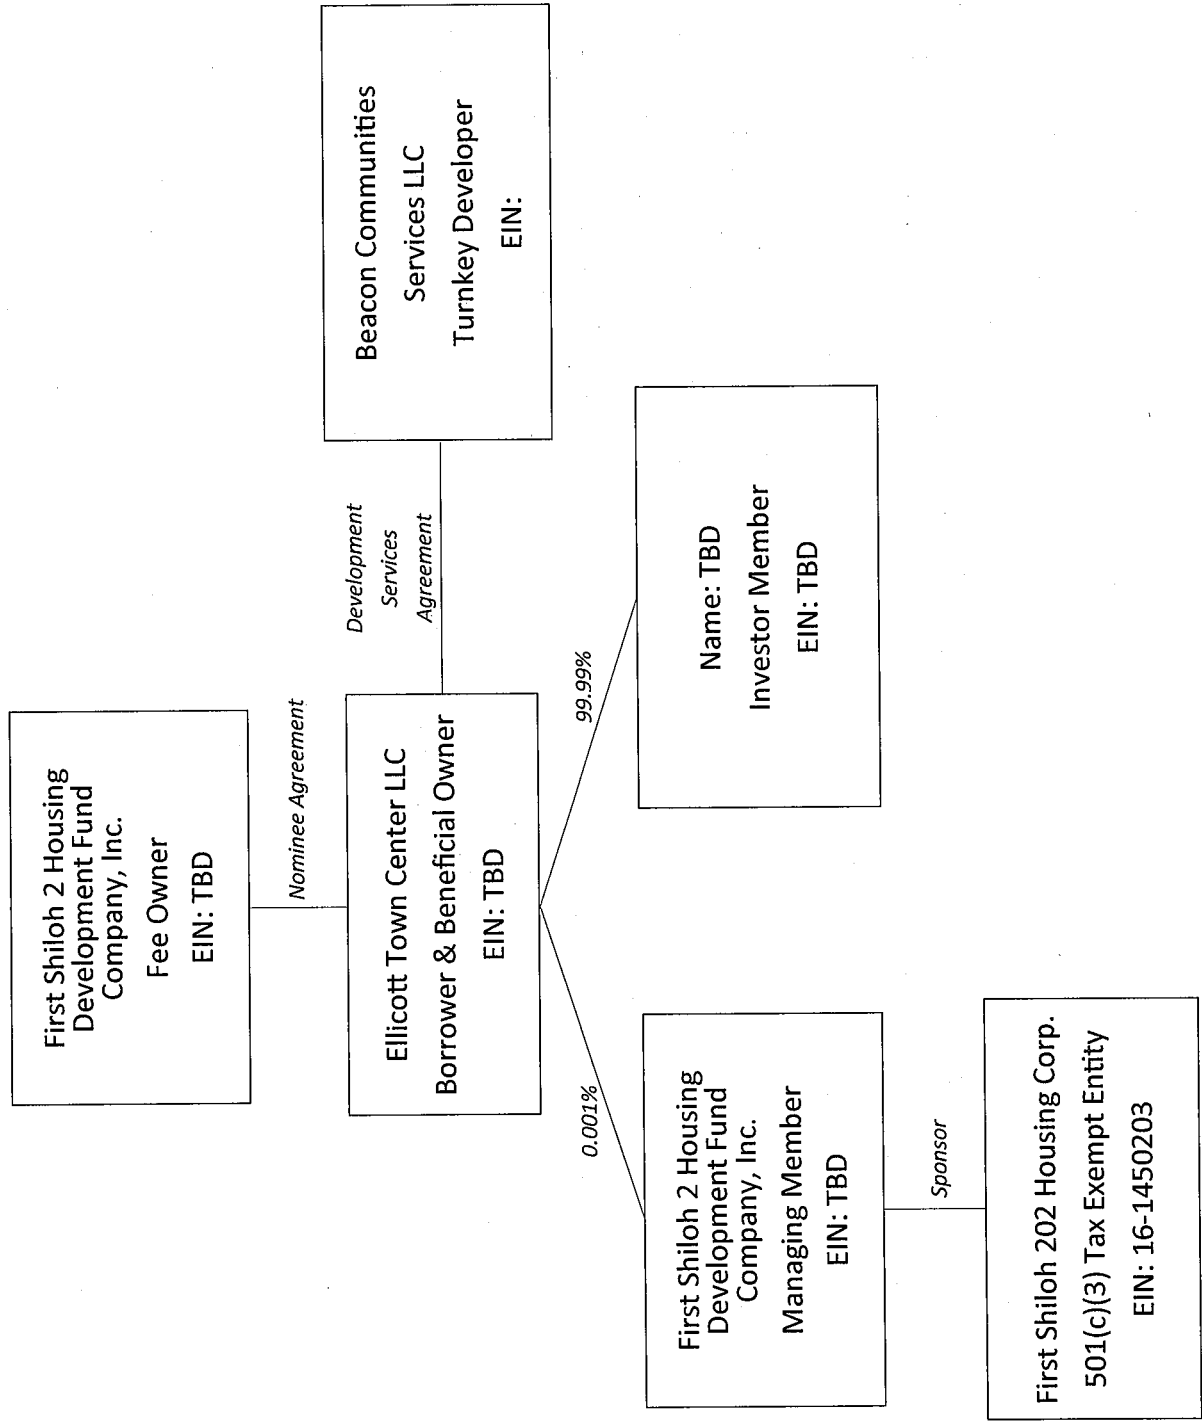 First Shiloh 2 Housing
Development Fund
Company, Inc.
Fee Owner
EIN: TBD
Nominee Agreement
Ellicott Town Center LLC
Borrower & Beneficial Owner
EIN: TBD
Development
Services
Agreement
Beacon Communities
Services LLC
Turnkey Developer
EIN:
0.001%
99.99%
First Shiloh 2 Housing
Development Fund
Company, Inc.
Managing Member
EIN: TBD
Name: TBD
Investor Member
EIN: TBD
Sponsor
First Shiloh 202 Housing Corp.
501(c)(3) Tax Exempt Entity
EIN: 16-1450203